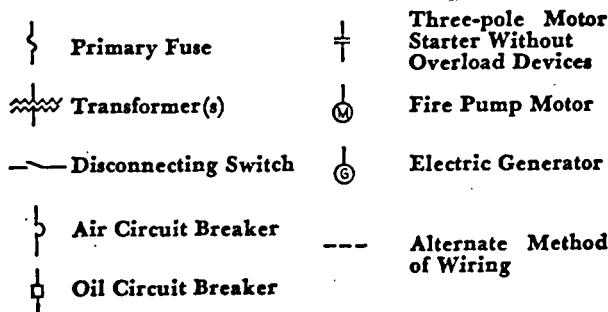 Primary Fuse
Transformer(s)
Disconnecting Switch
Air Circuit Breaker
Oil Circuit Breaker
Three-pole Motor
Starter Without
Overload Devices
M
Fire Pump Motor
G
Electric Generator
Alternate Method
of Wiring